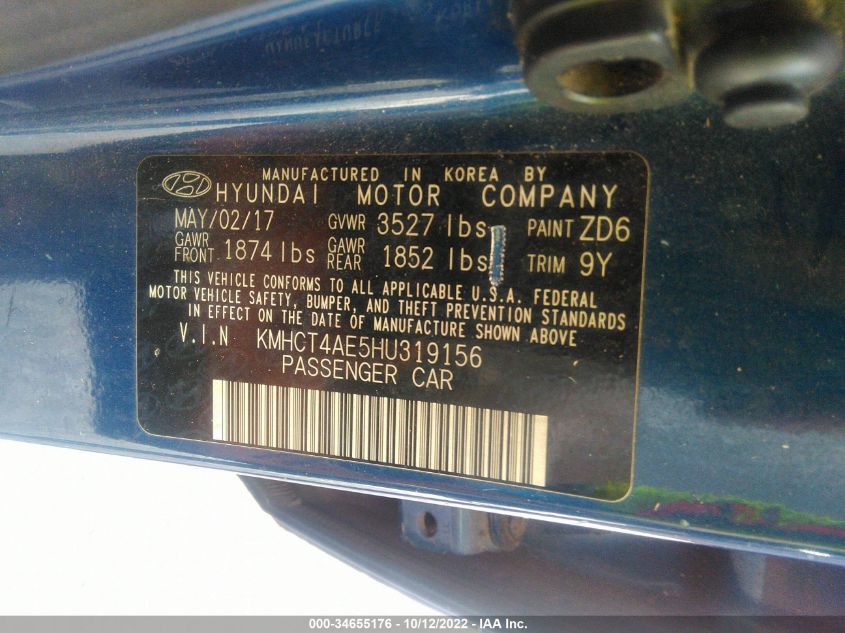 MANUFACTURED IN KOREA BY
HYUNDAI MOTOR COMPANY
MAY/02/17 GVWR 3527 lbs PAINT ZD6
GAWR FRONT 1874 lbs GAWR REAR 1852 lbs TRIM 9Y
THIS VEHICLE CONFORMS TO ALL APPLICABLE U.S.A. FEDERAL
MOTOR VEHICLE SAFETY, BUMPER, AND THEFT PREVENTION STANDARDS
IN EFFECT ON THE DATE OF MANUFACTURE SHOWN ABOVE
V.I.N KMHCT4AE5HU319156
PASSENGER CAR
000-34655176 - 10/12/2022 - IAA Inc.